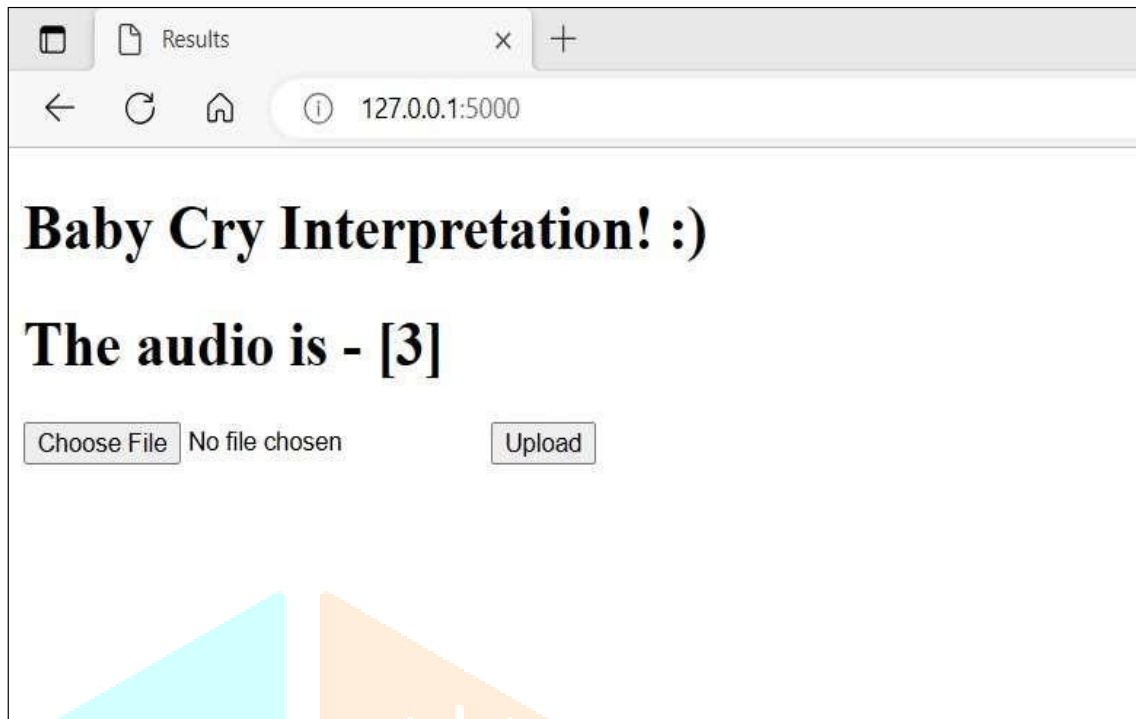 Results
127.0.0.1:5000
Baby Cry Interpretation! :)
The audio is - [3]
Choose File No file chosen Upload